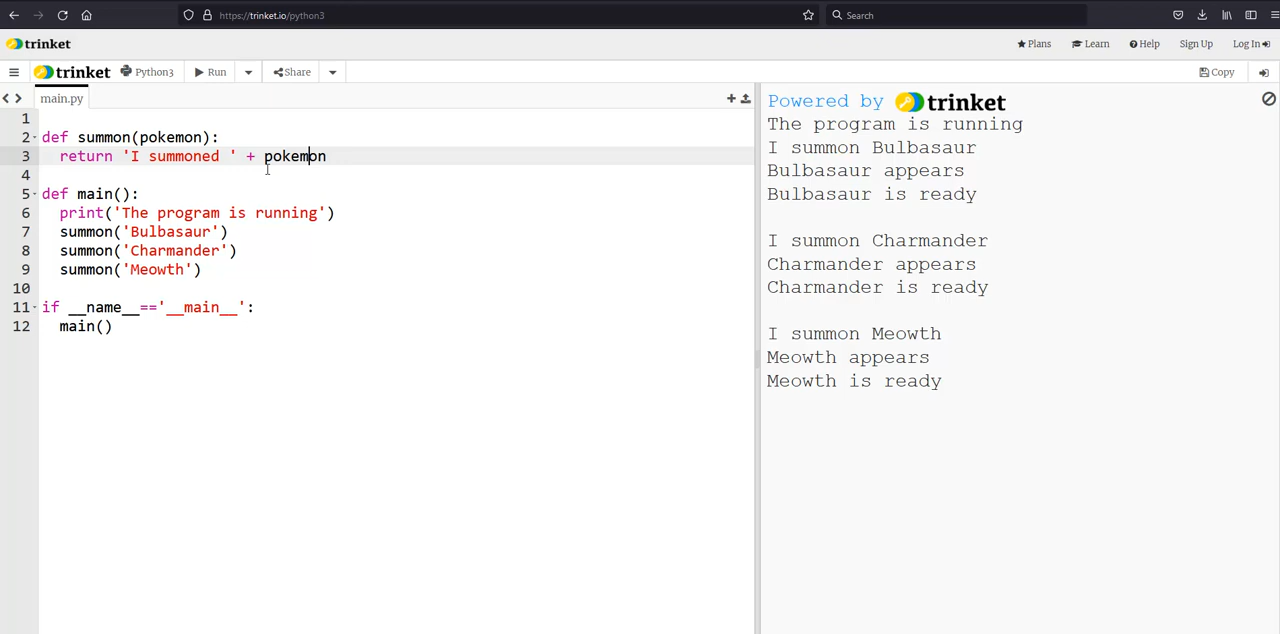 https://trinket.io/python3
Search
trinket
Plans
Learn
Help
Sign Up
Log In
trinket
Python3
Run
Share
Copy
main.py
1
2 def summon(pokemon):
3 return 'I summoned ' + pokemon
4
5 def main():
6 print('The program is running')
7 summon('Bulbasaur')
8 summon('Charmander')
9 summon('Meowth')
10
11 if __name__=='__main__':
12 main()
Powered by trinket
The program is running
I summon Bulbasaur
Bulbasaur appears
Bulbasaur is ready
I summon Charmander
Charmander appears
Charmander is ready
I summon Meowth
Meowth appears
Meowth is ready